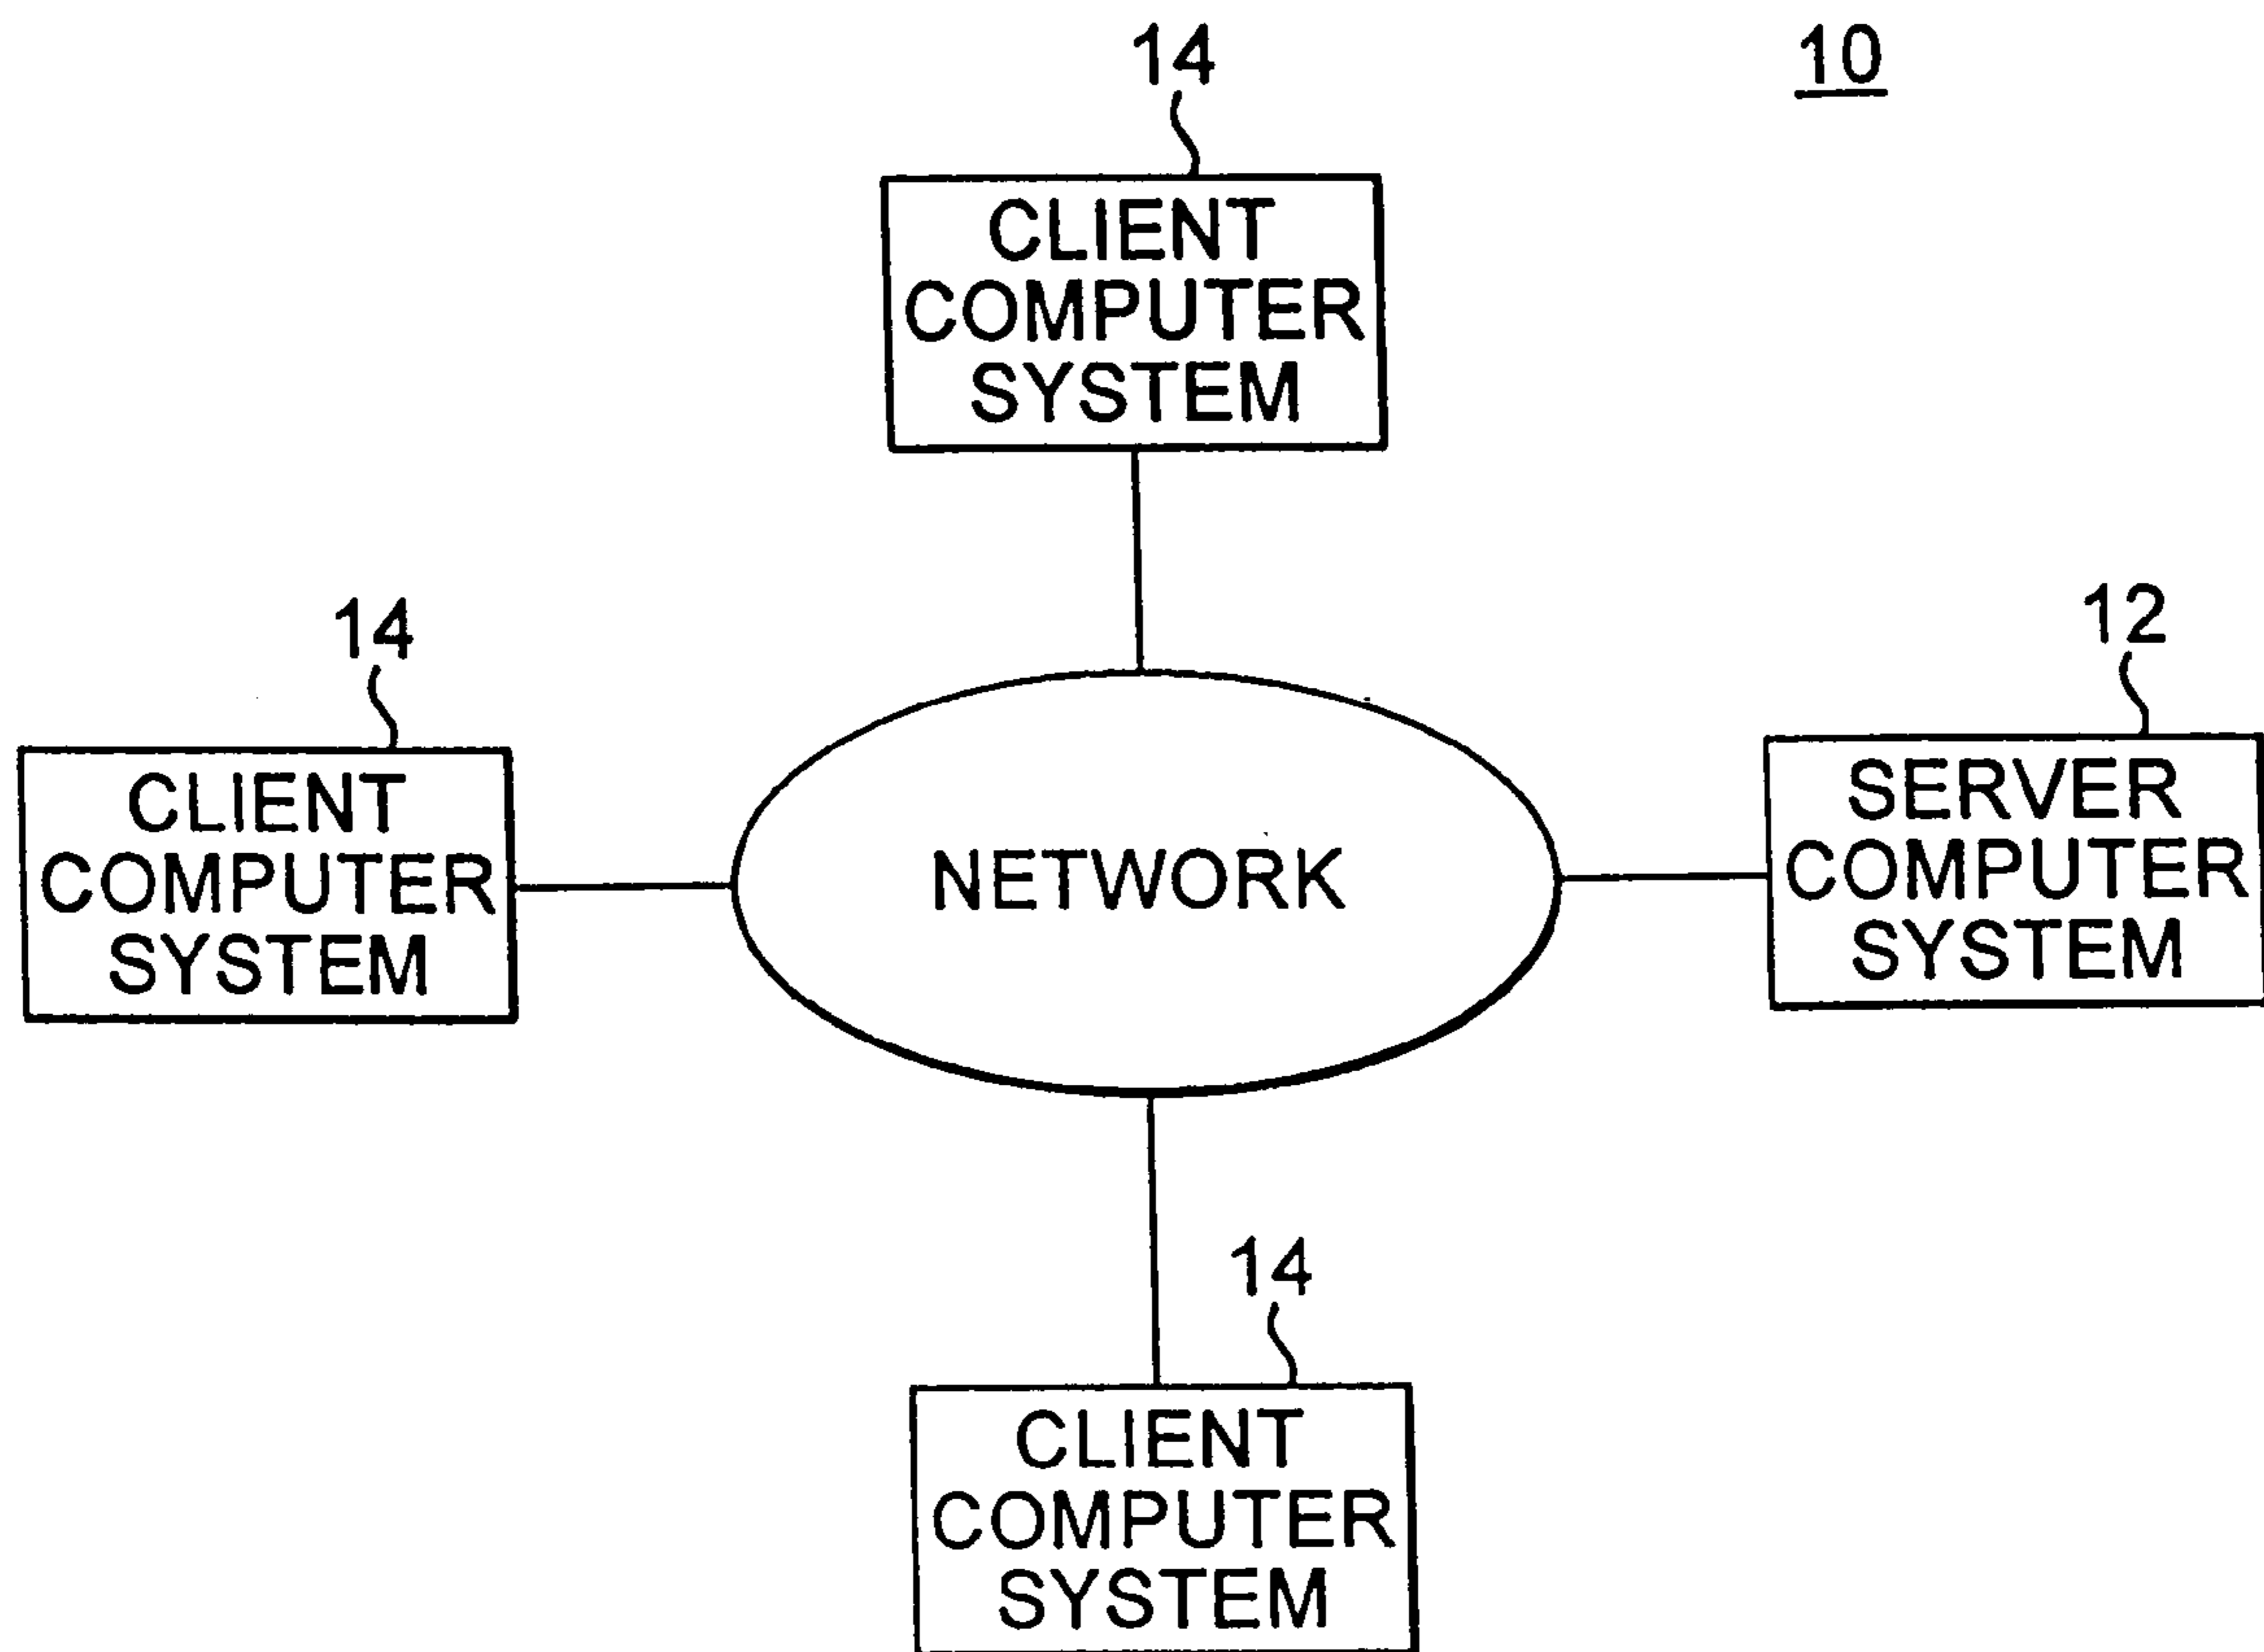 14
10
CLIENT
COMPUTER
SYSTEM
14
12
CLIENT
COMPUTER
SYSTEM
NETWORK
SERVER
COMPUTER
SYSTEM
14
CLIENT
COMPUTER
SYSTEM